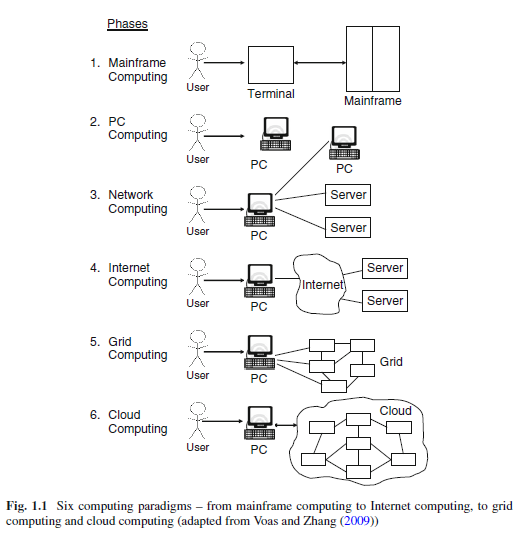 Phases
1. Mainframe
Computing
User
Terminal
Mainframe
2. PC
Computing
User
PC
PC
3. Network
Computing
User
PC
Server
Server
4. Internet
Computing
User
PC
Internet
Server
Server
5. Grid
Computing
User
PC
Grid
6. Cloud
Computing
User
PC
Cloud
Fig. 1.1 Six computing paradigms – from mainframe computing to Internet computing, to grid
computing and cloud computing (adapted from Voas and Zhang (2009))